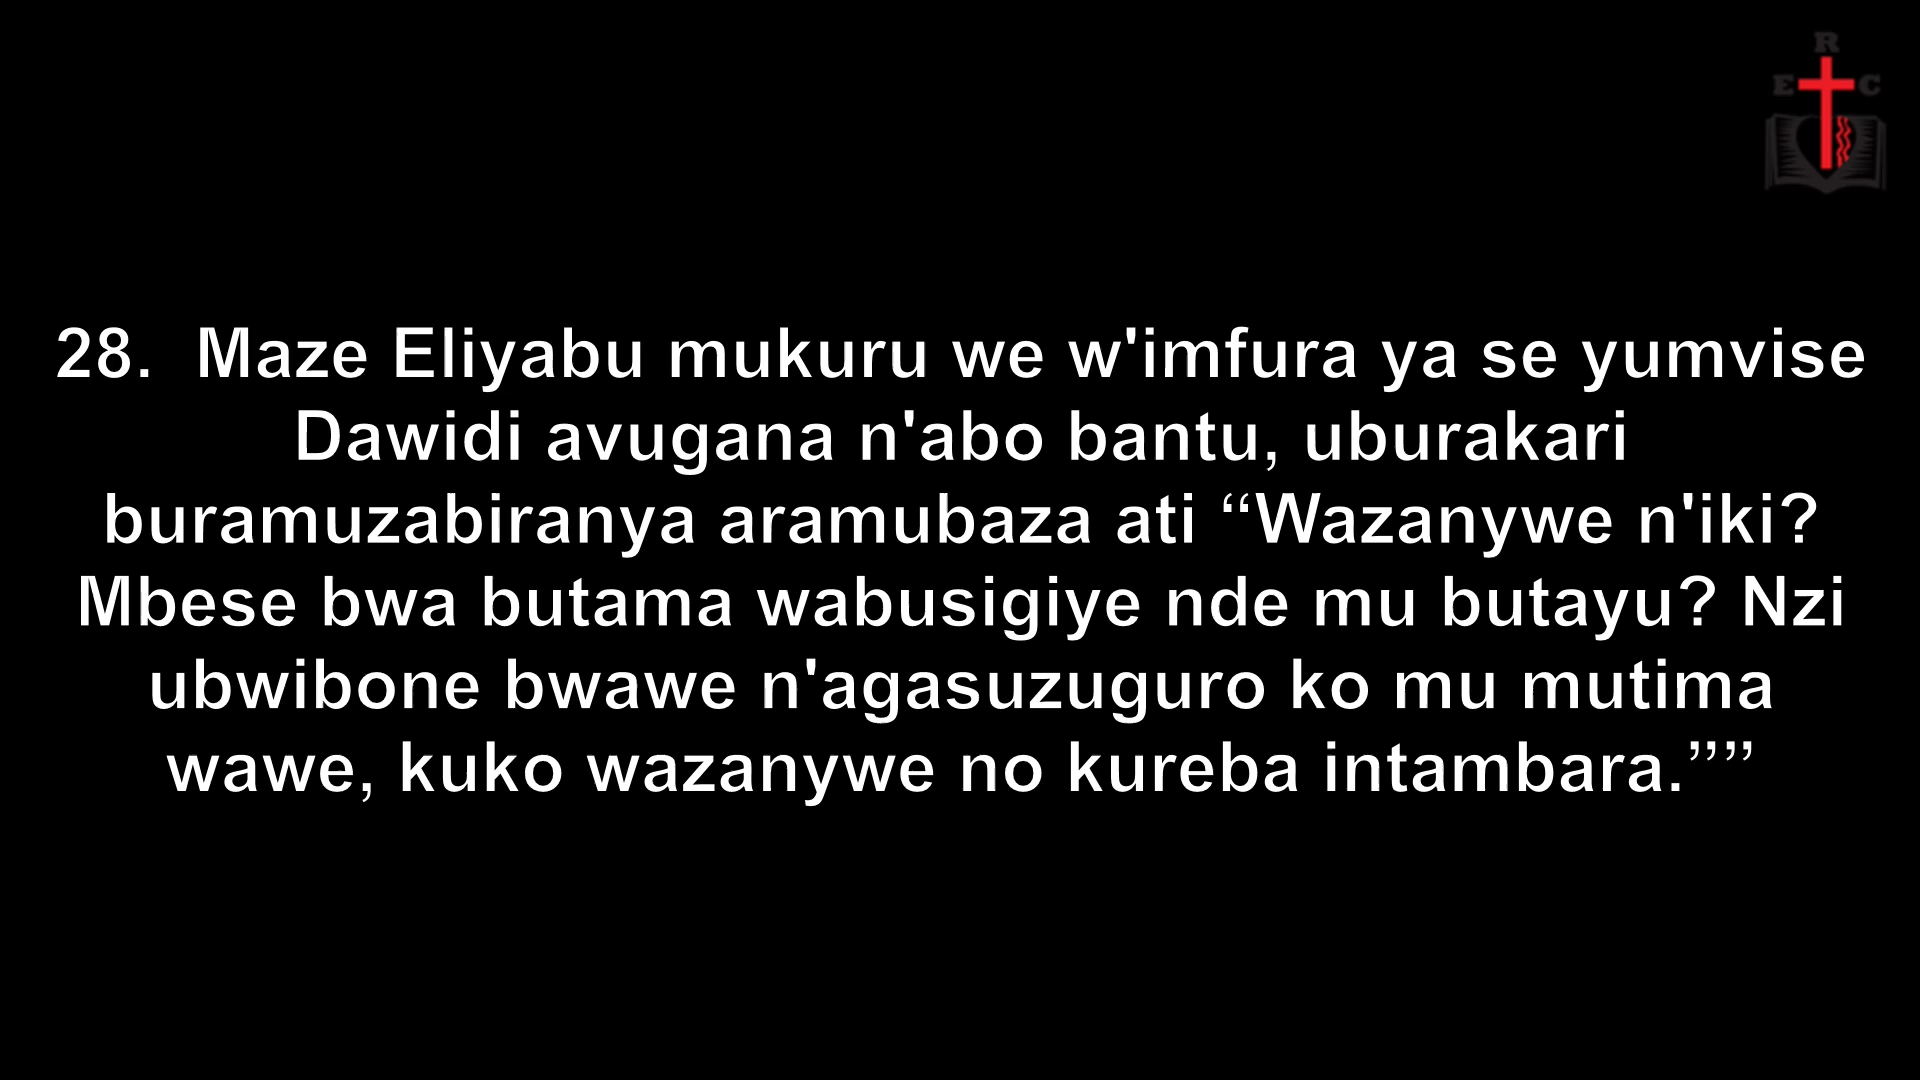 R
E C
28. Maze Eliyabu mukuru we w'imfura ya se yumvise
Dawidi avugana n'abo bantu, uburakari
buramuzabiranya aramubaza ati “Wazanywe n'iki?
Mbese bwa butama wabusigiye nde mu butayu? Nzi
ubwibone bwawe n'agasuzuguro ko mu mutima
wawe, kuko wazanywe no kureba intambara.””